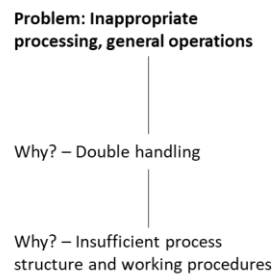 Problem: Inappropriate
processing, general operations
Why? – Double handling
Why? – Insufficient process
structure and working procedures